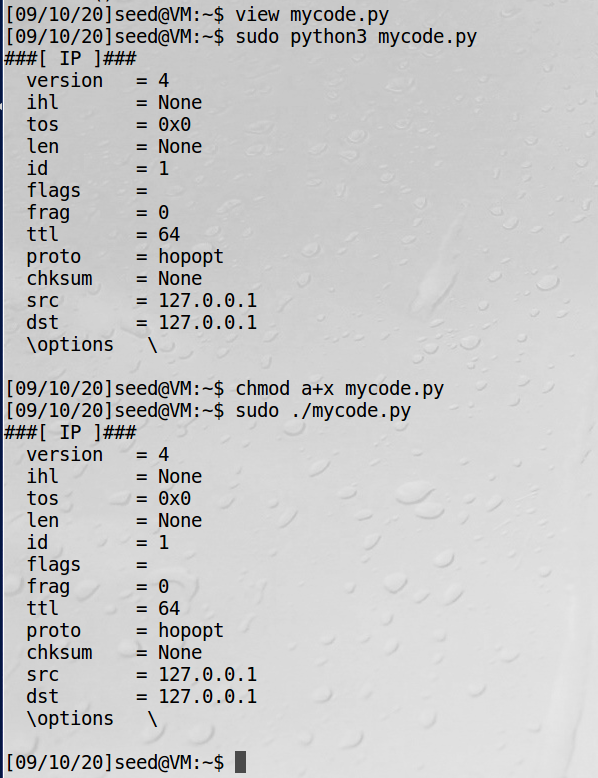 [09/10/20]seed@VM:~$ view mycode.py
[09/10/20]seed@VM:~$ sudo python3 mycode.py
###[ IP ]###
  version   = 4
  ihl       = None
  tos       = 0x0
  len       = None
  id        = 1
  flags     =
  frag      = 0
  ttl       = 64
  proto     = hopopt
  chksum    = None
  src       = 127.0.0.1
  dst       = 127.0.0.1
  \options   \

[09/10/20]seed@VM:~$ chmod a+x mycode.py
[09/10/20]seed@VM:~$ sudo ./mycode.py
###[ IP ]###
  version   = 4
  ihl       = None
  tos       = 0x0
  len       = None
  id        = 1
  flags     =
  frag      = 0
  ttl       = 64
  proto     = hopopt
  chksum    = None
  src       = 127.0.0.1
  dst       = 127.0.0.1
  \options   \

[09/10/20]seed@VM:~$